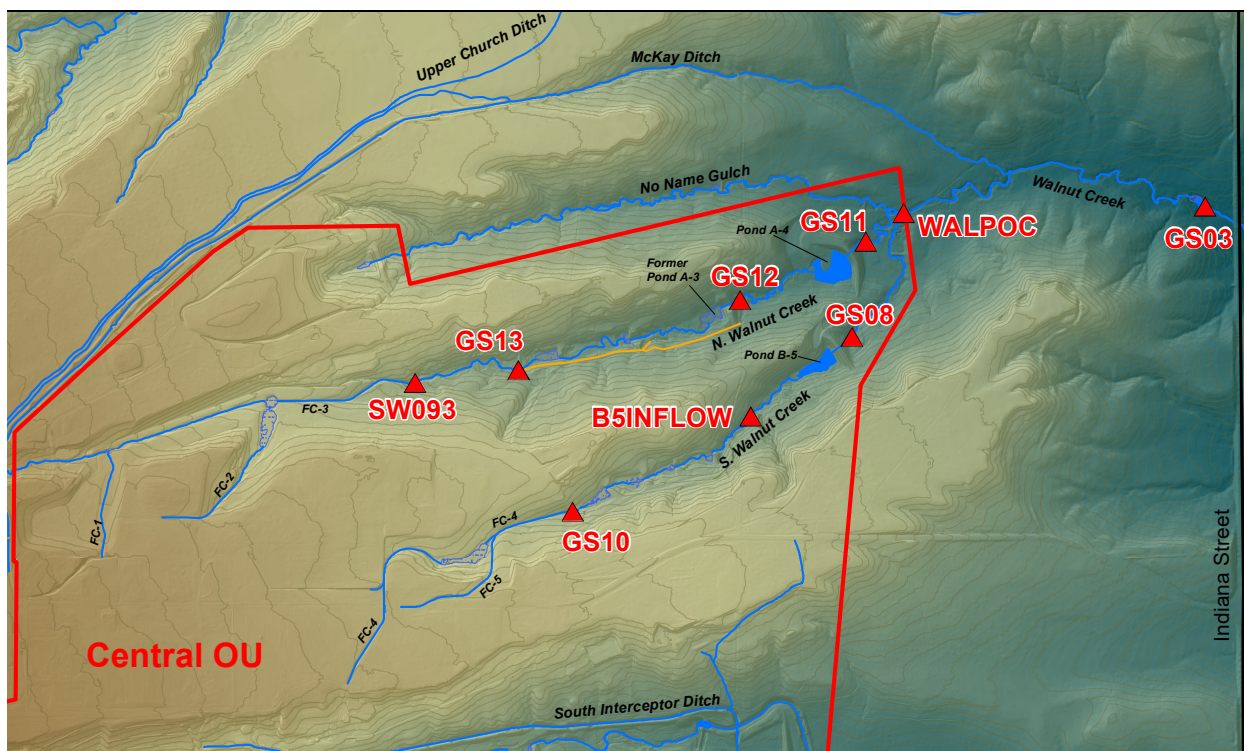 Upper Church Ditch
McKay Ditch
No Name Gulch
Walnut Creek
GS03
WALPOC
GS11
Pond A-4
GS12
Former
Pond A-3
N. Walnut Creek
GS08
Pond B-5
GS13
SW093
FC-3
B5INFLOW
S. Walnut Creek
FC-2
FC-1
FC-4
GS10
FC-5
FC-4
Indiana Street
Central OU
South Interceptor Ditch